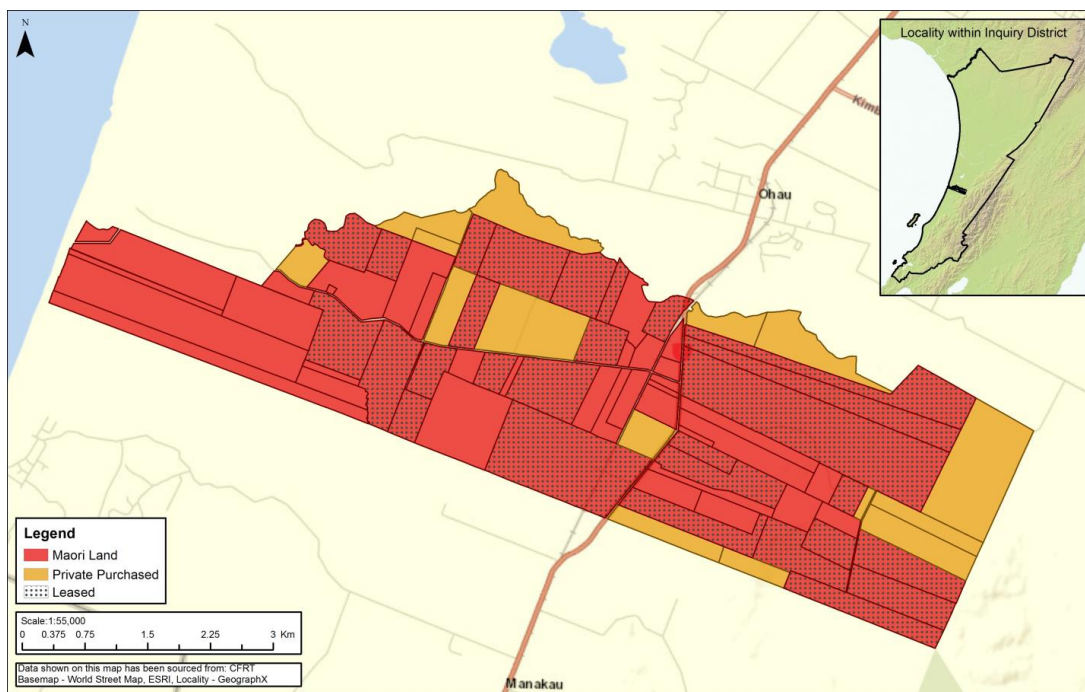 N
Locality within Inquiry District
Ohau
Legend
Maori Land
Private Purchased
Leased
Scale:1:55,000
0 0.375 0.75 1.5 2.25 3 Km
Data shown on this map has been sourced from: CFRT
Basemap - World Street Map, ESRI, Locality - GeographX
Manakau